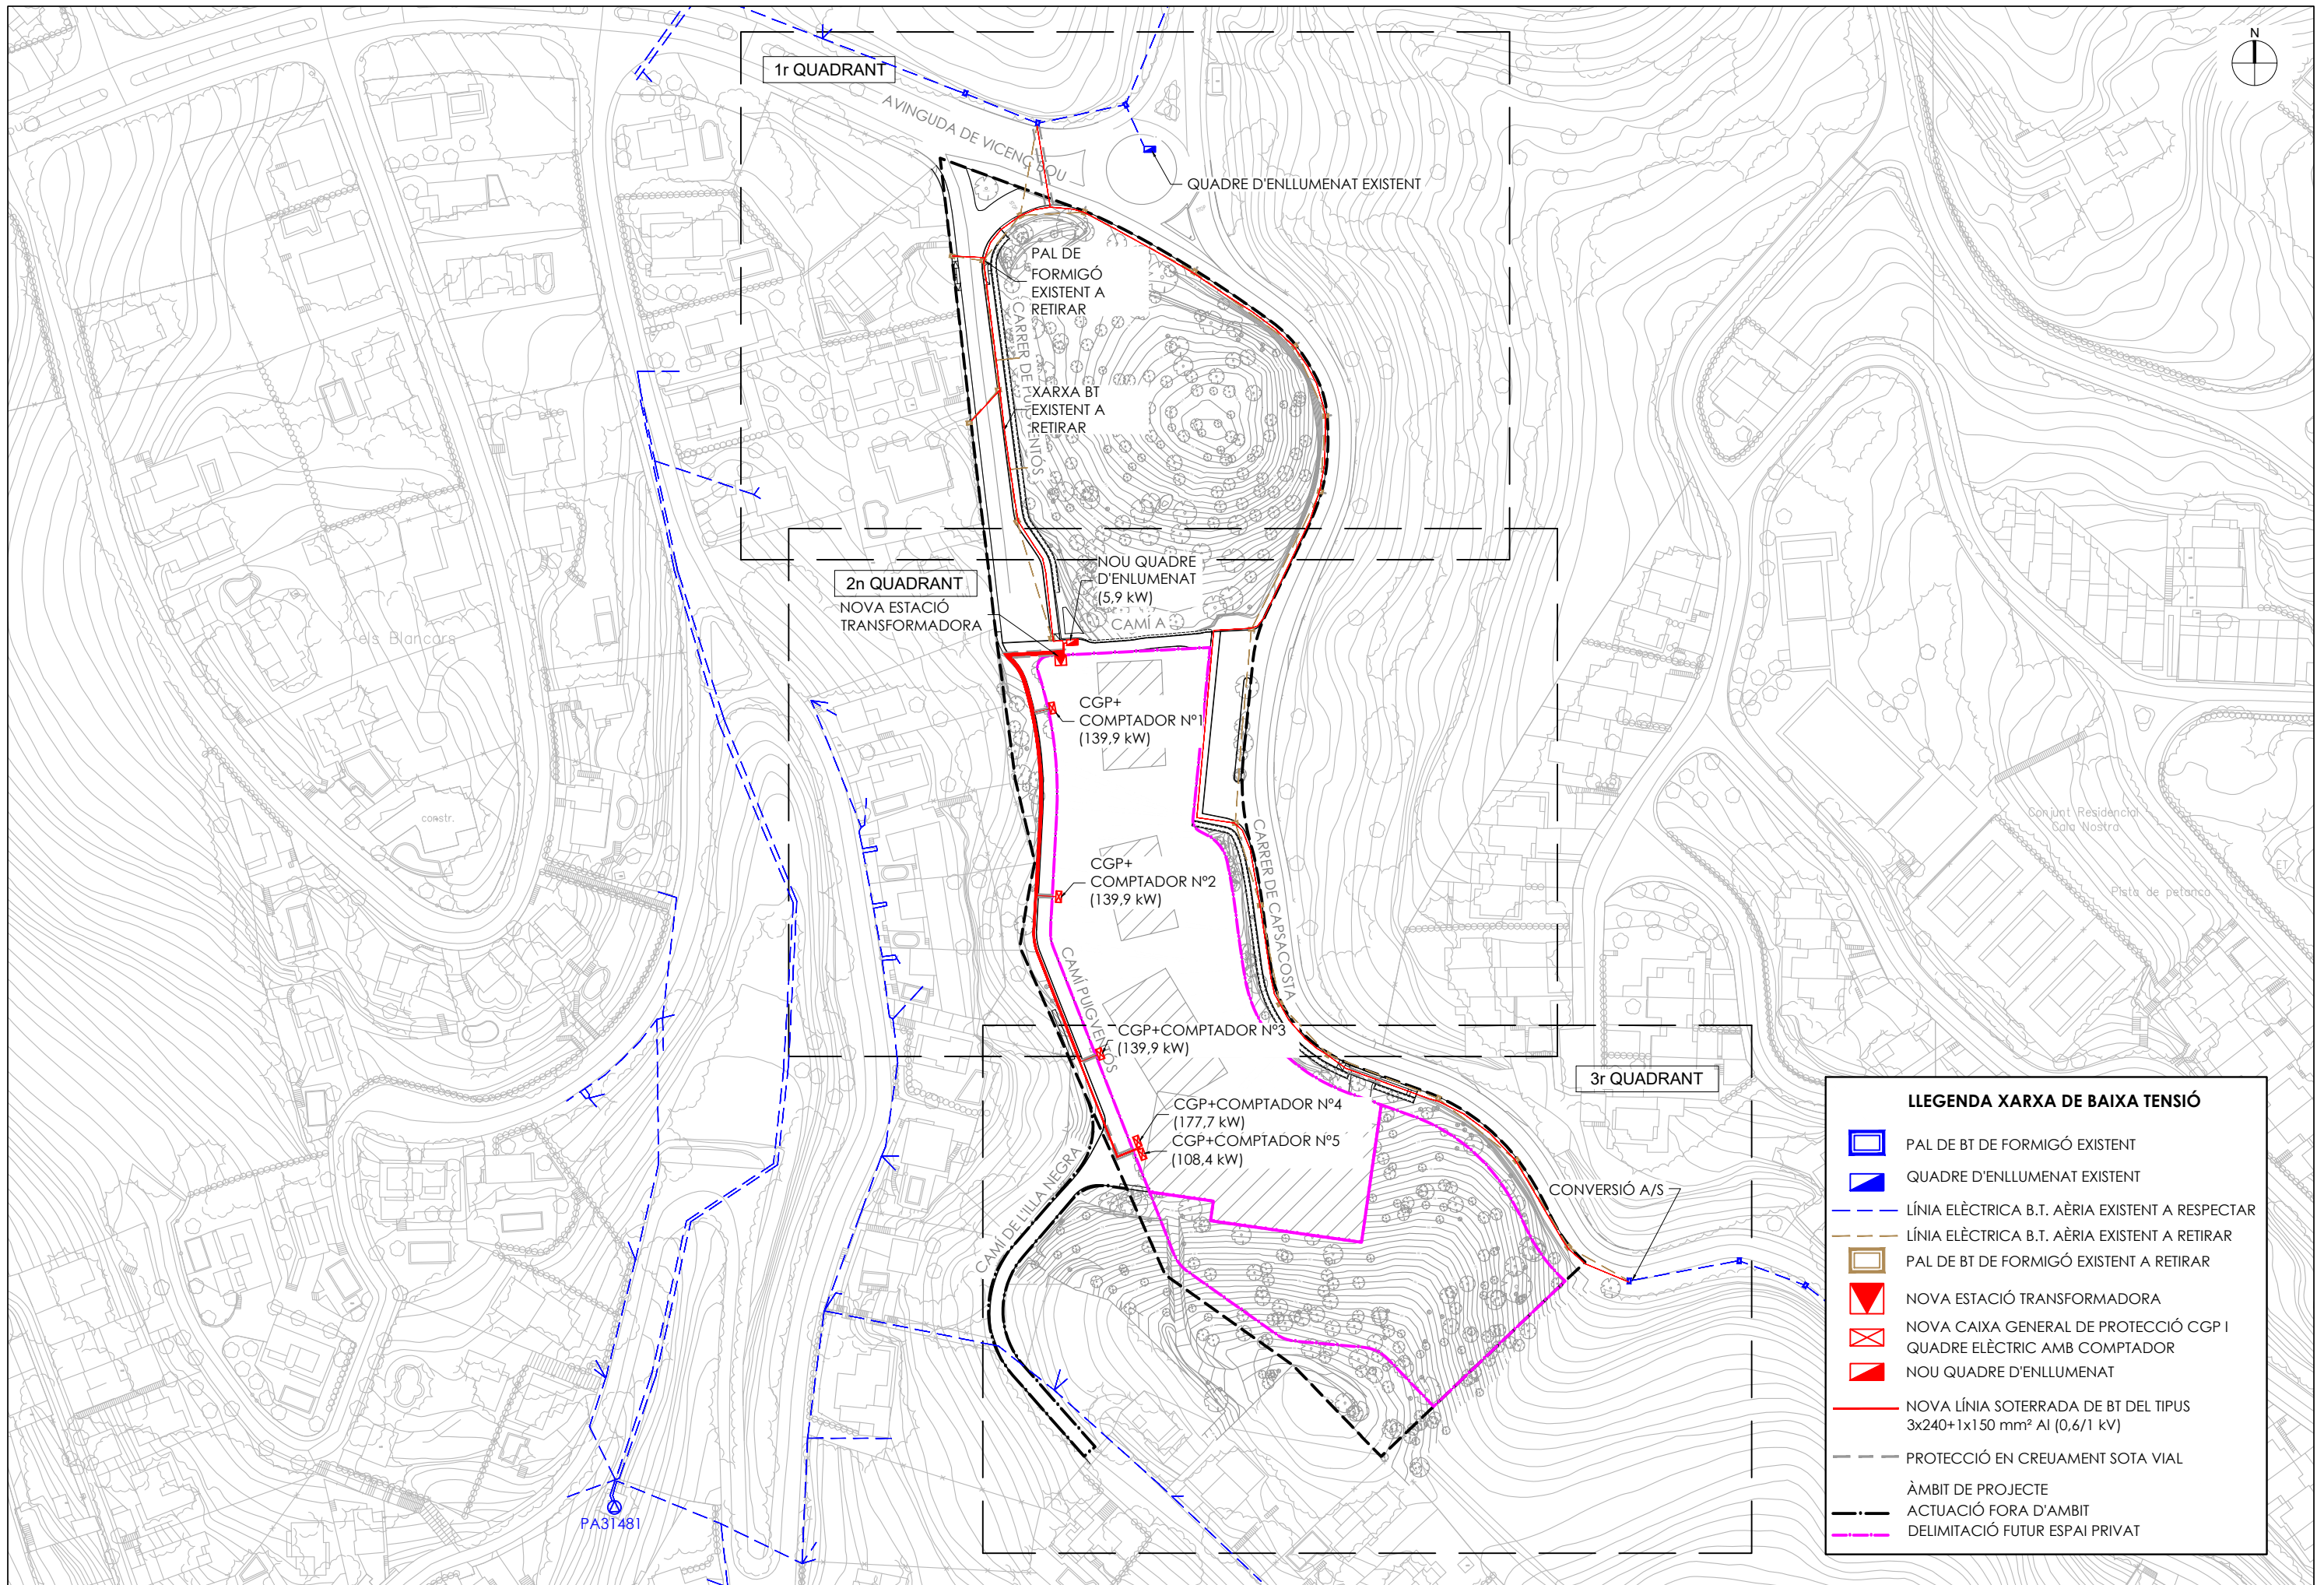 N
1r QUADRANT
AVINGUDA DE VICENÇ BOU
QUADRE D'ENLLUMENAT EXISTENT
PAL DE
FORMIGÓ
EXISTENT A
RETIRAR
CARRER DE PUIGVENTÓS
XARXA BT
EXISTENT A
RETIRAR
2n QUADRANT
NOVA ESTACIÓ
TRANSFORMADORA
NOU QUADRE
D'ENLUMENAT
(5,9 kW)
CAMÍ A
els Blancars
constr.
CGP+
COMPTADOR Nº1
(139,9 kW)
CGP+
COMPTADOR Nº2
(139,9 kW)
CARRER DE CAPSACOSTA
CAMÍ PUIGVENTÓS
Conjunt Residencial
Cala Nostra
ET
Pista de petanca
CGP+COMPTADOR Nº3
(139,9 kW)
3r QUADRANT
CGP+COMPTADOR Nº4
(177,7 kW)
CGP+COMPTADOR Nº5
(108,4 kW)
CAMÍ DE L'ILLA NEGRA
CONVERSIÓ A/S
PA31481
LLEGENDA XARXA DE BAIXA TENSIÓ
PAL DE BT DE FORMIGÓ EXISTENT
QUADRE D'ENLLUMENAT EXISTENT
LÍNIA ELÈCTRICA B.T. AÈRIA EXISTENT A RESPECTAR
LÍNIA ELÈCTRICA B.T. AÈRIA EXISTENT A RETIRAR
PAL DE BT DE FORMIGÓ EXISTENT A RETIRAR
NOVA ESTACIÓ TRANSFORMADORA
NOVA CAIXA GENERAL DE PROTECCIÓ CGP I
QUADRE ELÈCTRIC AMB COMPTADOR
NOU QUADRE D'ENLLUMENAT
NOVA LÍNIA SOTERRADA DE BT DEL TIPUS
3x240+1x150 mm² Al (0,6/1 kV)
PROTECCIÓ EN CREUAMENT SOTA VIAL
ÀMBIT DE PROJECTE
ACTUACIÓ FORA D'AMBIT
DELIMITACIÓ FUTUR ESPAI PRIVAT